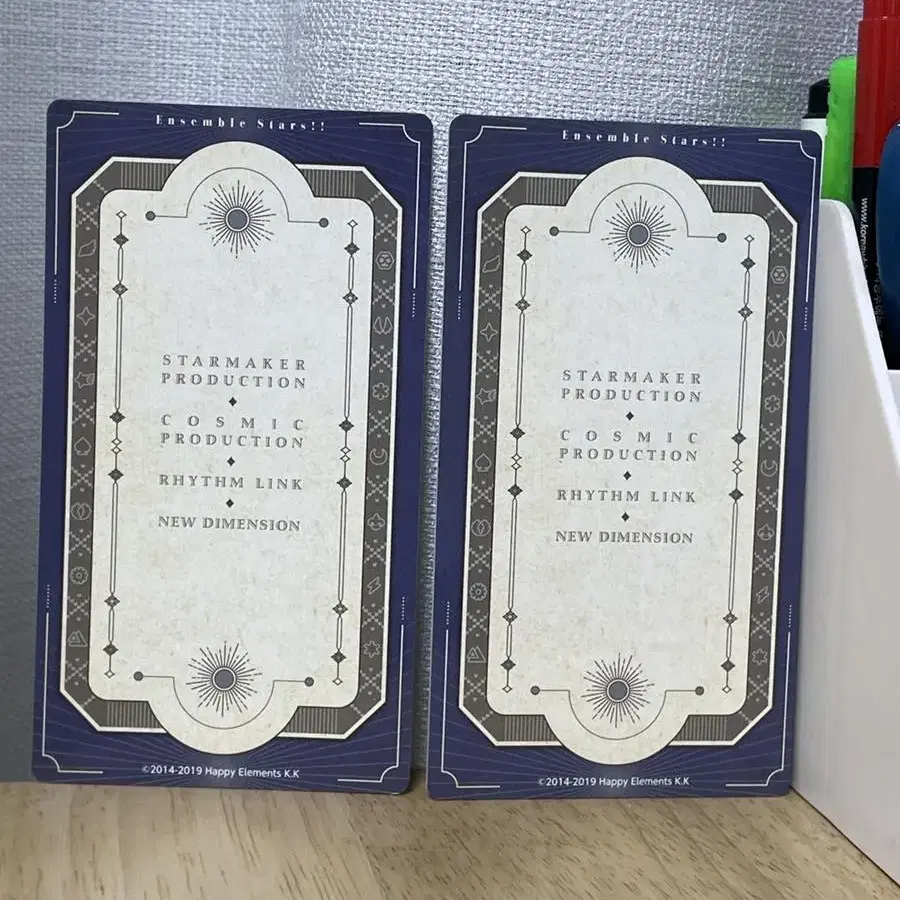 Ensemble Stars!!
STARMAKER
PRODUCTION
COSMIC
PRODUCTION
RHYTHM LINK
NEW DIMENSION
©2014-2019 Happy Elements K.K
Ensemble Stars!!
STARMAKER
PRODUCTION
COSMIC
PRODUCTION
RHYTHM LINK
NEW DIMENSION
©2014-2019 Happy Elements K.K